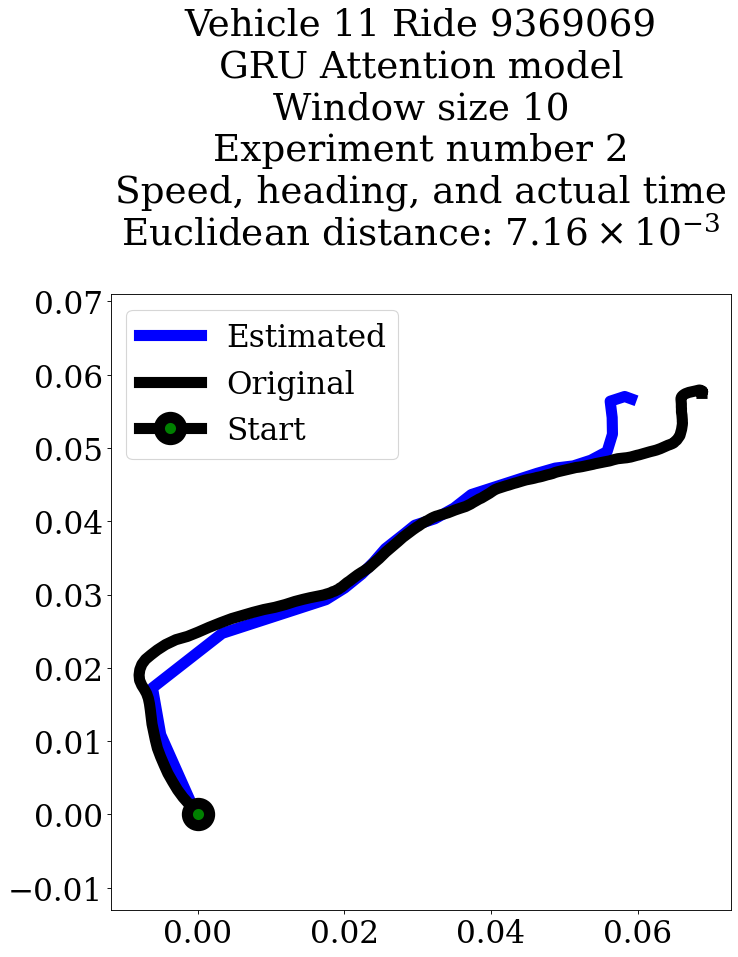 Vehicle 11 Ride 9369069
GRU Attention model
Window size 10
Experiment number 2
Speed, heading, and actual time
Euclidean distance: 7.16 × 10⁻³
0.07
0.06
0.05
0.04
0.03
0.02
0.01
0.00
−0.01
Estimated
Original
Start
0.00 0.02 0.04 0.06